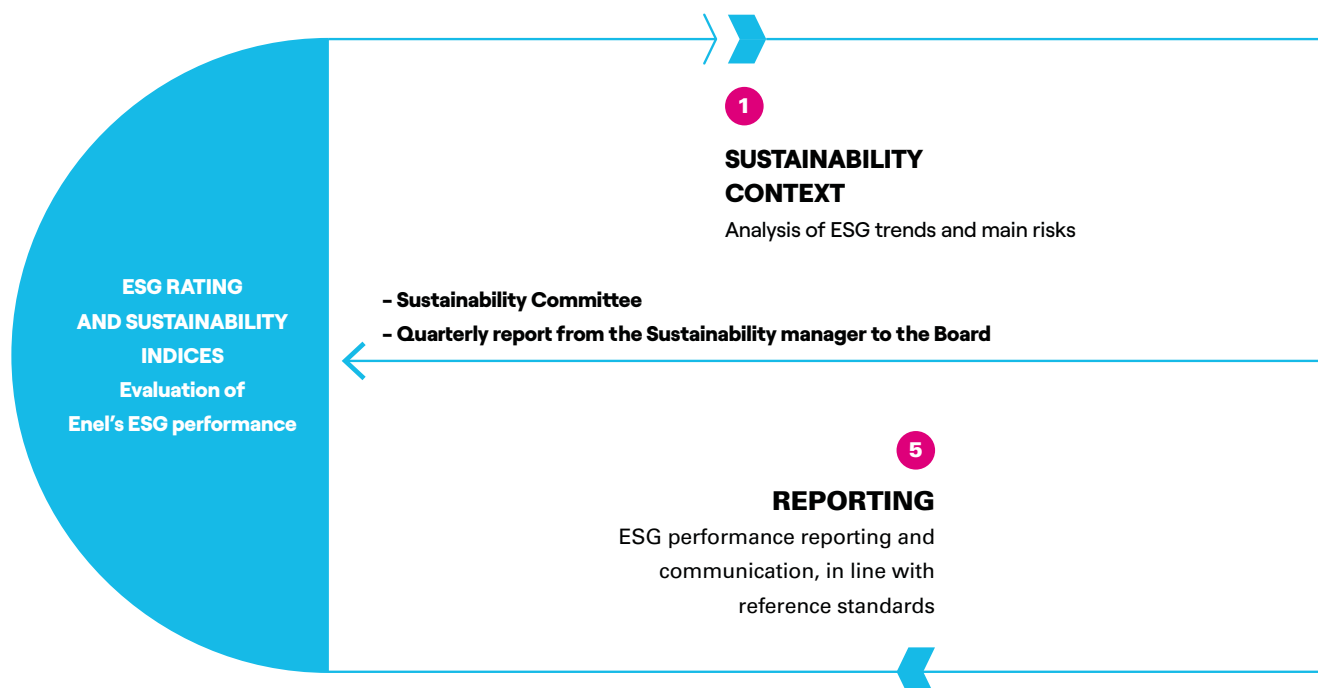 1
SUSTAINABILITY
CONTEXT
Analysis of ESG trends and main risks
ESG RATING
AND SUSTAINABILITY
INDICES
Evaluation of
Enel’s ESG performance
– Sustainability Committee
– Quarterly report from the Sustainability manager to the Board
5
REPORTING
ESG performance reporting and
communication, in line with
reference standards